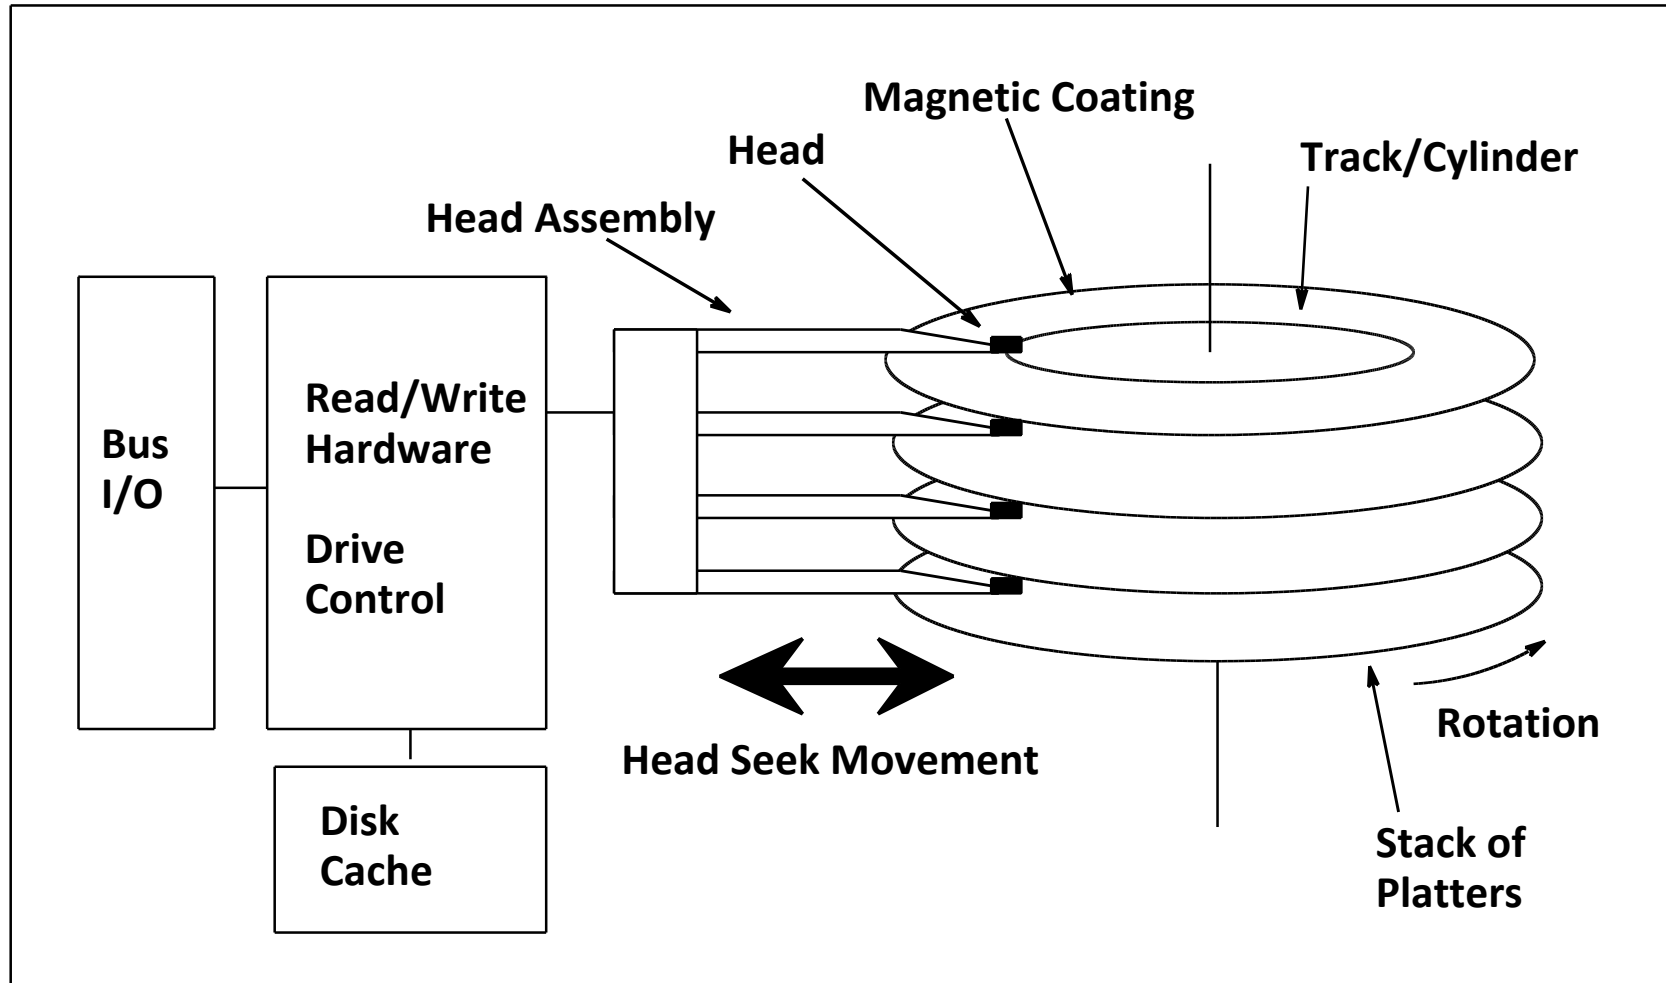 Magnetic Coating
Head
Track/Cylinder
Head Assembly
Bus
I/O
Read/Write
Hardware
Drive
Control
Head Seek Movement
Rotation
Disk
Cache
Stack of
Platters